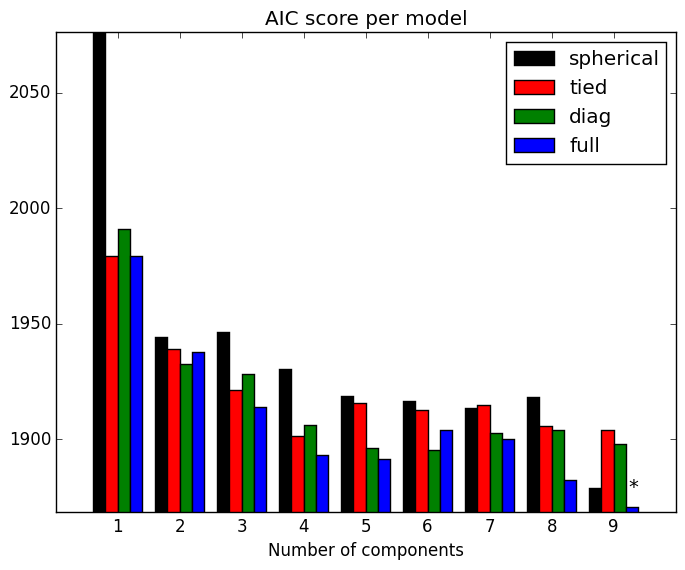 AIC score per model
spherical
tied
diag
full
2050
2000
1950
1900
*
1 2 3 4 5 6 7 8 9
Number of components